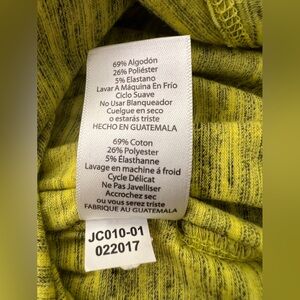 69% Algodón
26% Poliéster
5% Elastano
Lavar A Máquina En Frío
Ciclo Suave
No Usar Blanqueador
Cuelgue en seco
o estarás triste
HECHO EN GUATEMALA
69% Coton
26% Polyester
5% Élasthanne
Lavage en machine á froid
Cycle Délicat
Ne Pas Javelliser
Accrochez sec
ou vous serez triste
FABRIQUE AU GUATEMALA
JC010-01
022017